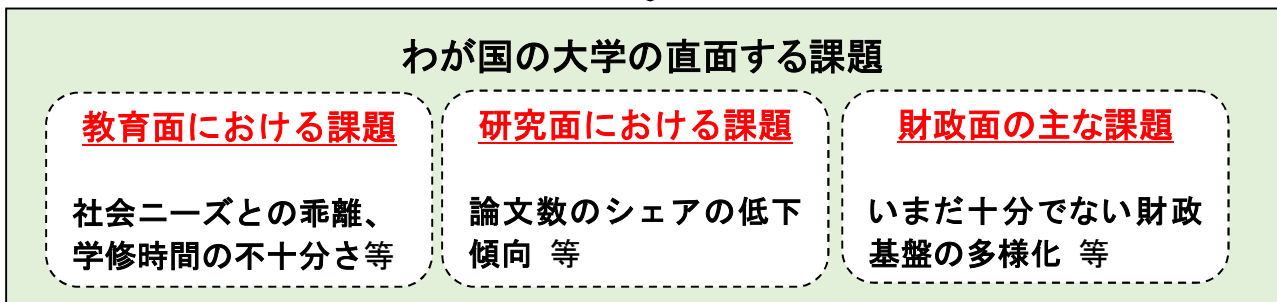 わが国の大学の直面する課題
教育面における課題
社会ニーズとの乖離、
学修時間の不十分さ等
研究面における課題
論文数のシェアの低下
傾向 等
財政面の主な課題
いまだ十分でない財政
基盤の多様化 等